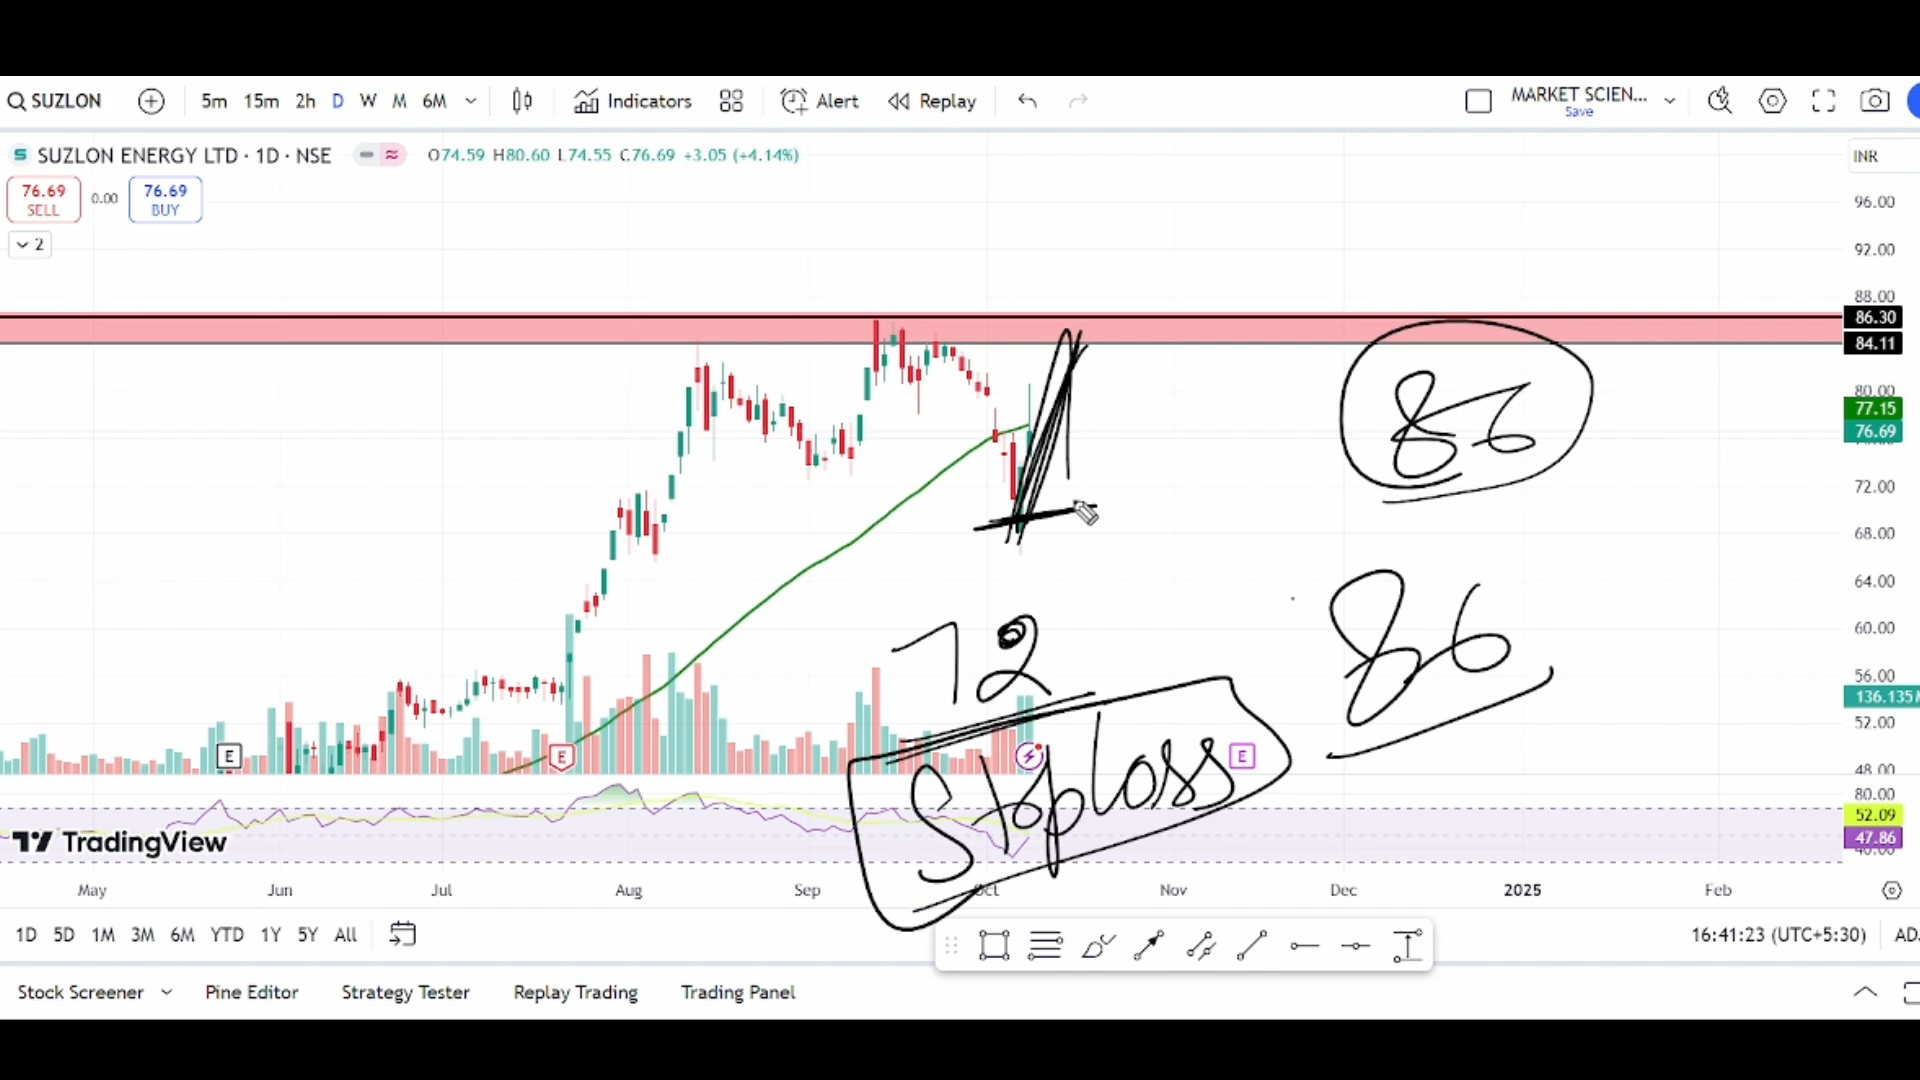 SUZLON 5m 15m 2h D W M 6M Indicators Alert Replay MARKET SCIEN...
Save
SUZLON ENERGY LTD · 1D · NSE O74.59 H80.60 L74.55 C76.69 +3.05 (+4.14%) INR
76.69 0.00 76.69
SELL BUY
2
96.00
92.00
88.00
86.30
84.11
80.00
77.15
76.69
72.00
68.00
64.00
60.00
56.00
136.135M
52.00
48.00
86
86
72
Stoploss
E E E
80.00
52.09
47.86
40.00
TradingView
May Jun Jul Aug Sep Oct Nov Dec 2025 Feb
1D 5D 1M 3M 6M YTD 1Y 5Y All 16:41:23 (UTC+5:30) ADJ
Stock Screener Pine Editor Strategy Tester Replay Trading Trading Panel